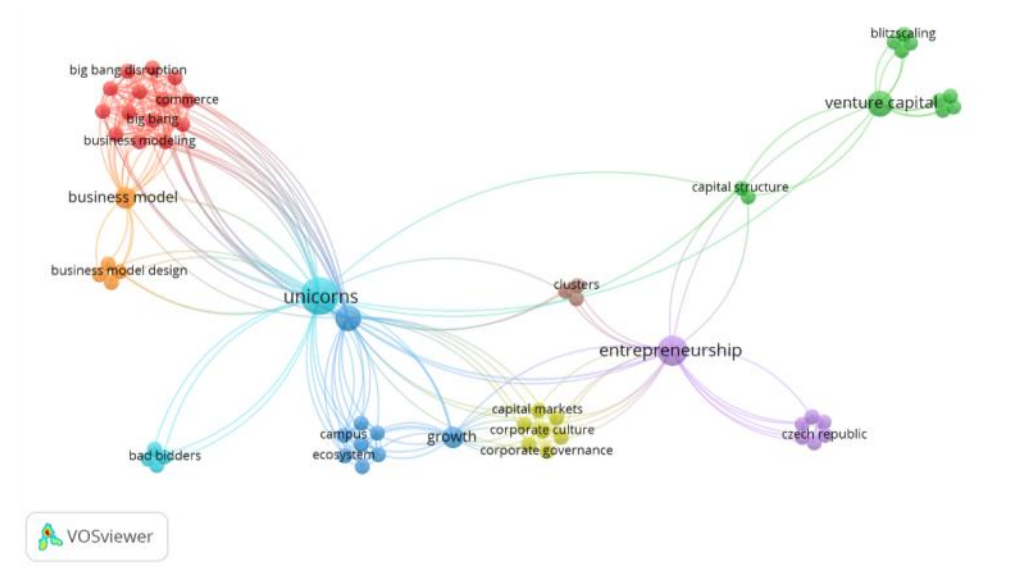 blitzscaling
big bang disruption
commerce
venture capital
big bang
business modeling
capital structure
business model
business model design
clusters
unicorns
entrepreneurship
capital markets
campus
growth
corporate culture
czech republic
ecosystem
corporate governance
bad bidders
VOSviewer